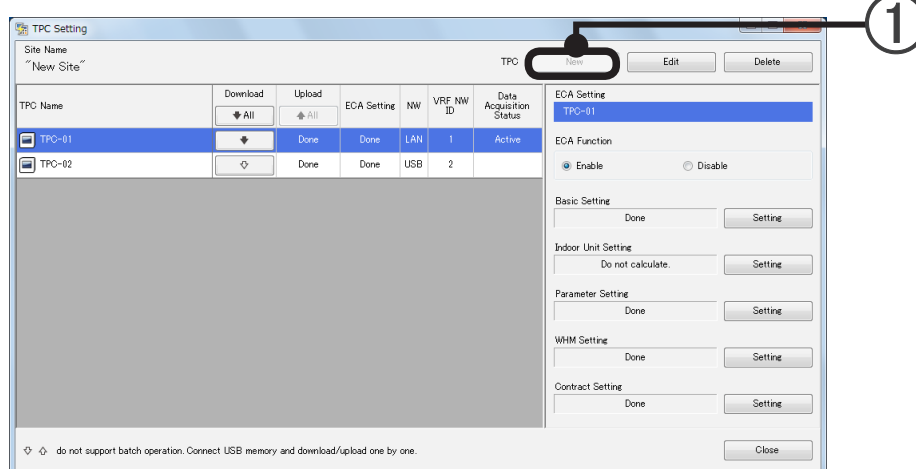 TPC Setting
1
Site Name
"New Site"
TPC New Edit Delete
TPC Name Download Upload ECA Setting NW VRF NW ID Data Acquisition Status
All All
TPC-01 Done Done LAN 1 Active
TPC-02 Done Done USB 2
ECA Setting
TPC-01
ECA Function
Enable Disable
Basic Setting
Done Setting
Indoor Unit Setting
Do not calculate. Setting
Parameter Setting
Done Setting
WHM Setting
Done Setting
Contract Setting
Done Setting
do not support batch operation. Connect USB memory and download/upload one by one.
Close